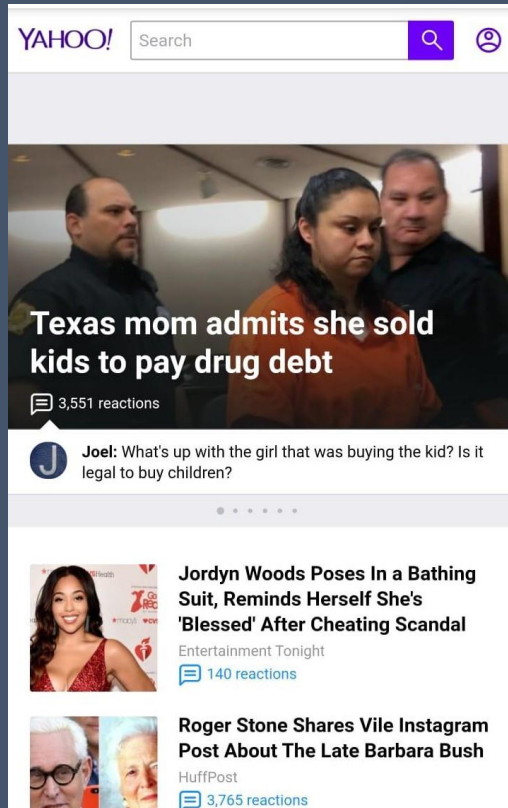 YAHOO!
Search
Texas mom admits she sold
kids to pay drug debt
3,551 reactions
J
Joel: What's up with the girl that was buying the kid? Is it
legal to buy children?
Jordyn Woods Poses In a Bathing
Suit, Reminds Herself She's
'Blessed' After Cheating Scandal
Entertainment Tonight
140 reactions
Roger Stone Shares Vile Instagram
Post About The Late Barbara Bush
HuffPost
3,765 reactions